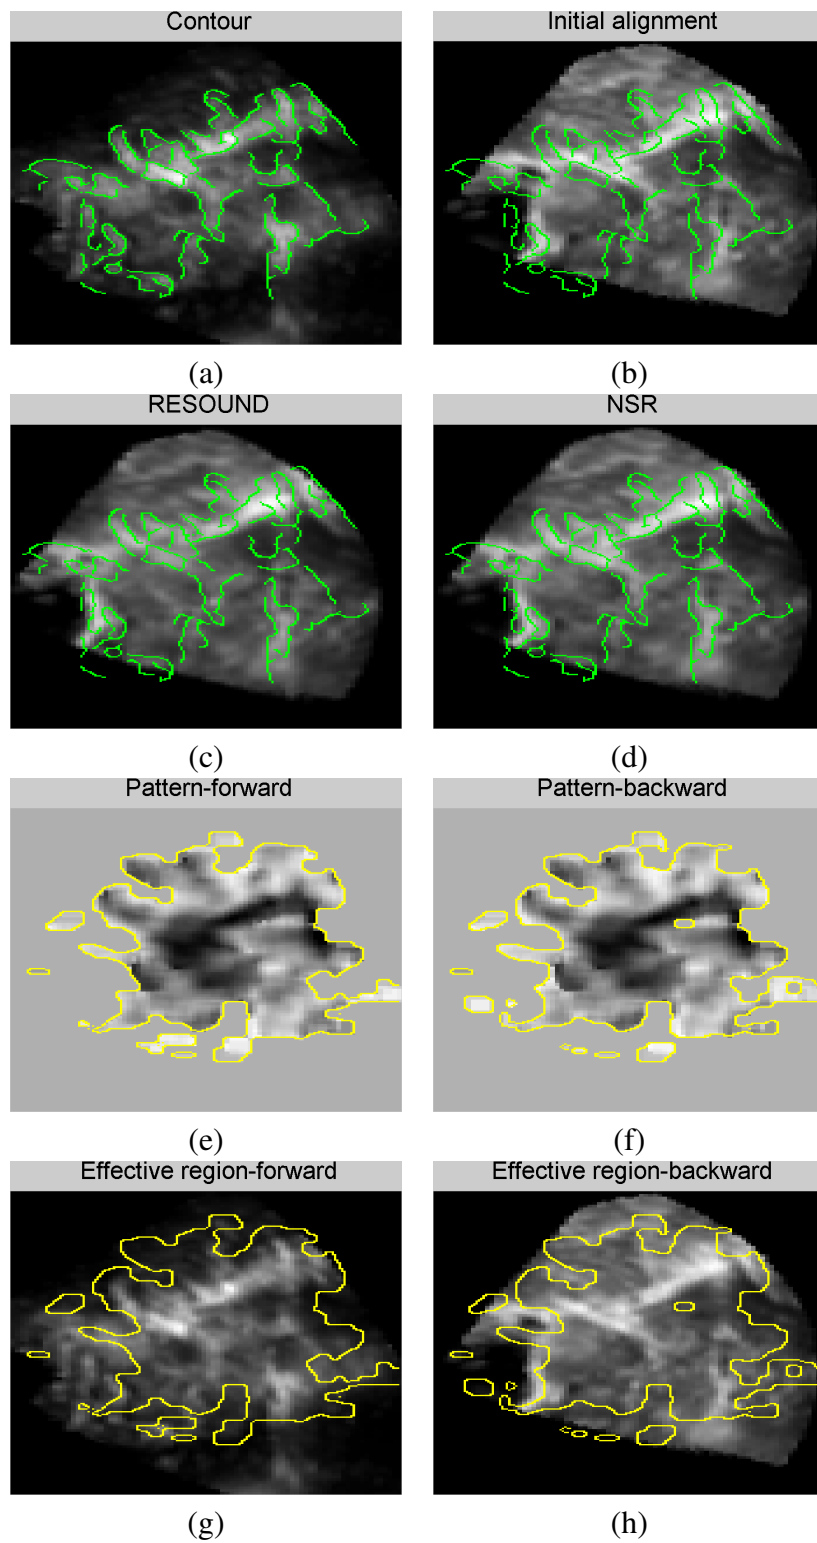 Contour
Initial alignment
(a)
(b)
RESOUND
NSR
(c)
(d)
Pattern-forward
Pattern-backward
(e)
(f)
Effective region-forward
Effective region-backward
(g)
(h)